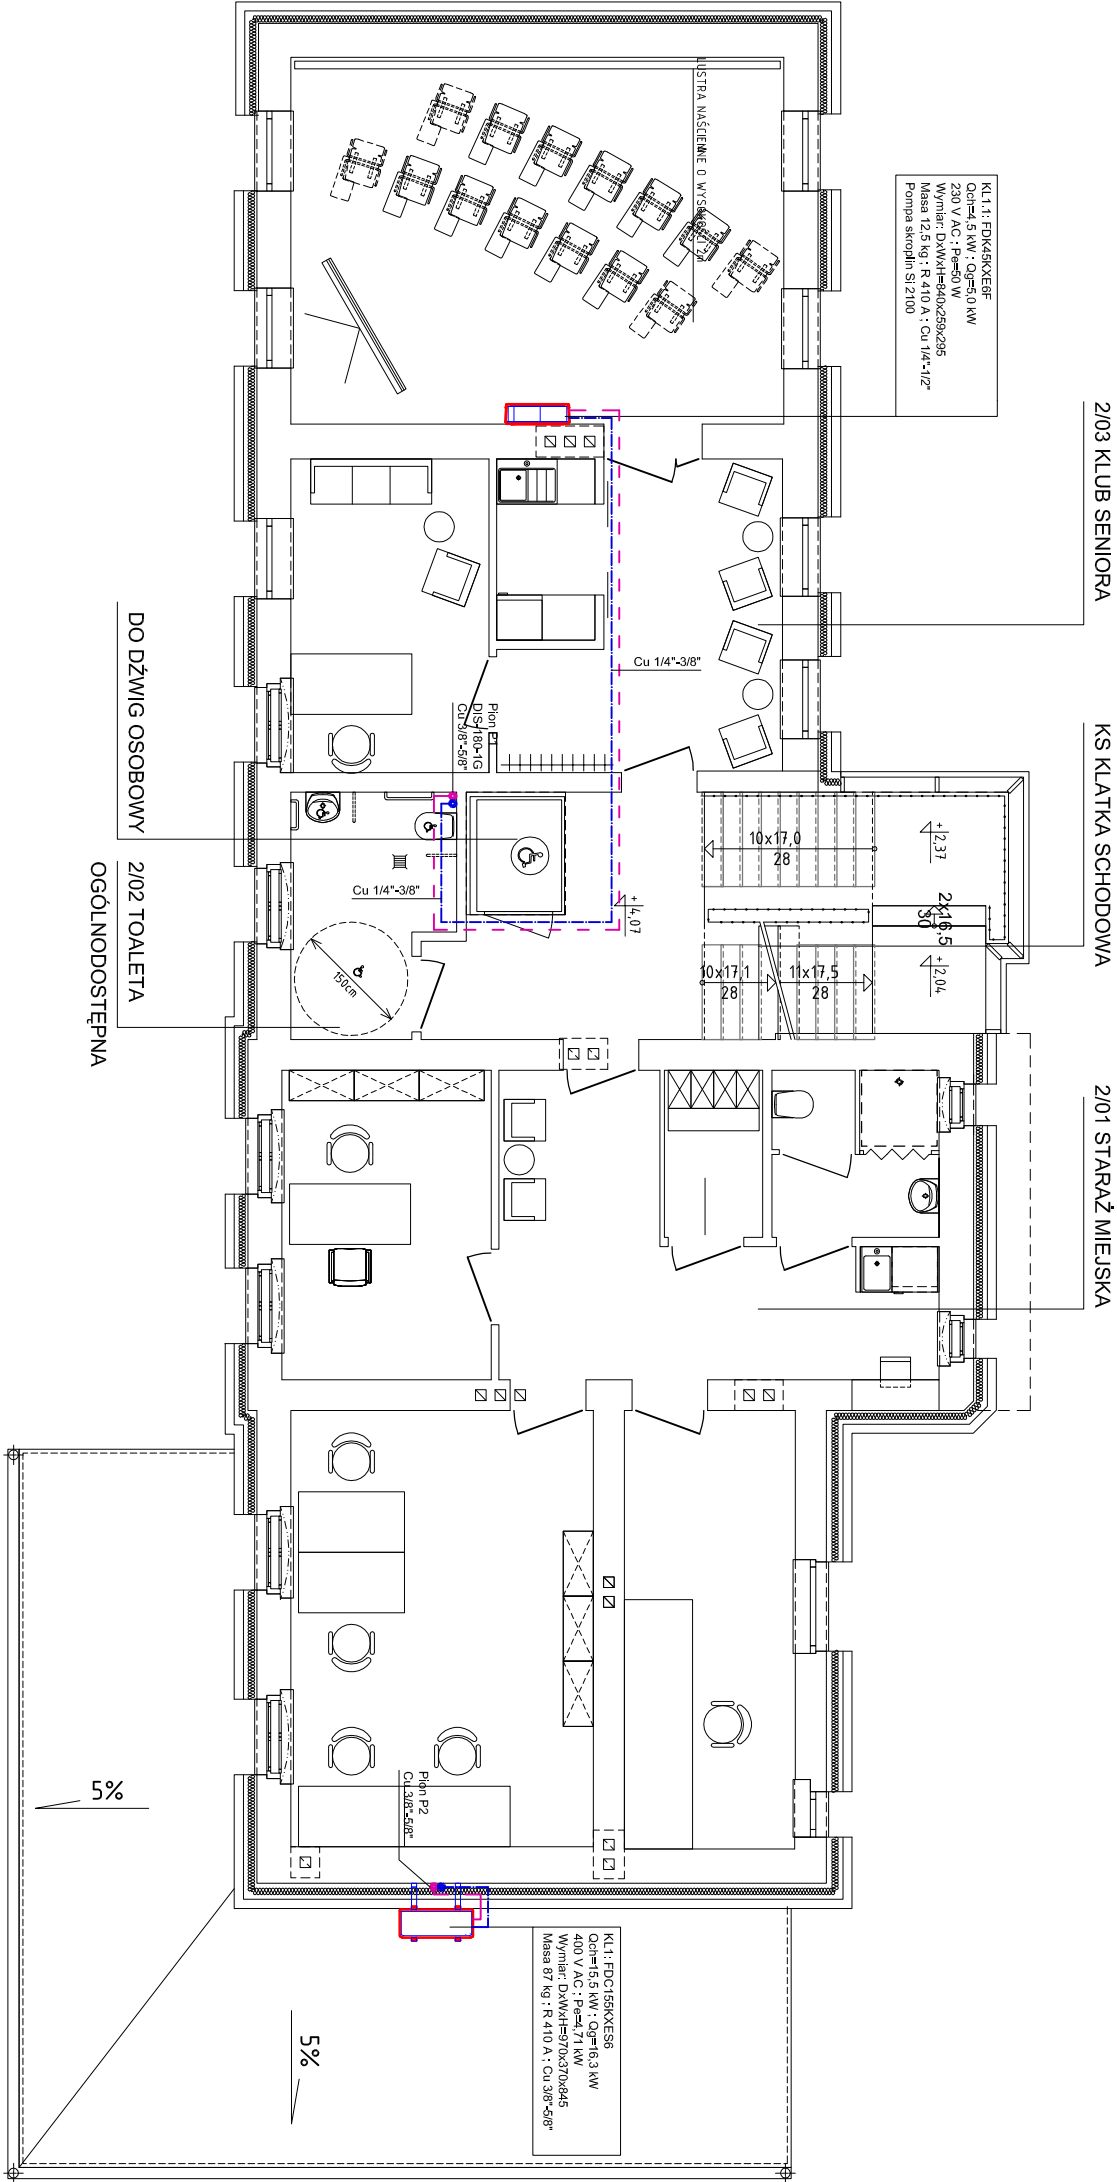 KL1.1: FDK45KXE6F
Qch=4,5 kW ; Qg=5,0 kW
230 V AC ; Pe=50 W
Wymiar: DxWxH=840x259x295
Masa 12,5 kg ; R 410 A ; Cu 1/4"-1/2"
Pompa skroplin SI 2100
2/03 KLUB SENIORA
KS KLATKA SCHODOWA
2/01 STARAŻ MIEJSKA
LUSTRA NAŚCIENNE O WYSOKOŚCI 2m
Cu 1/4"-3/8"
Pion P1
DIS-180-1G
Cu 3/8"-5/8"
Cu 1/4"-3/8"
DO DŹWIG OSOBOWY
2/02 TOALETA
OGÓLNODOSTĘPNA
150cm
+4,07
10x17,0
28
+2,37
2x16,5
30
+2,04
10x17,1
28
11x17,5
28
Pion P2
Cu 3/8"-5/8"
KL1: FDC155KXES6
Qch=15,5 kW ; Qg=16,3 kW
400 V AC ; Pe=4,71 kW
Wymiar: DxWxH=970x370x845
Masa 87 kg ; R 410 A ; Cu 3/8"-5/8"
5%
5%